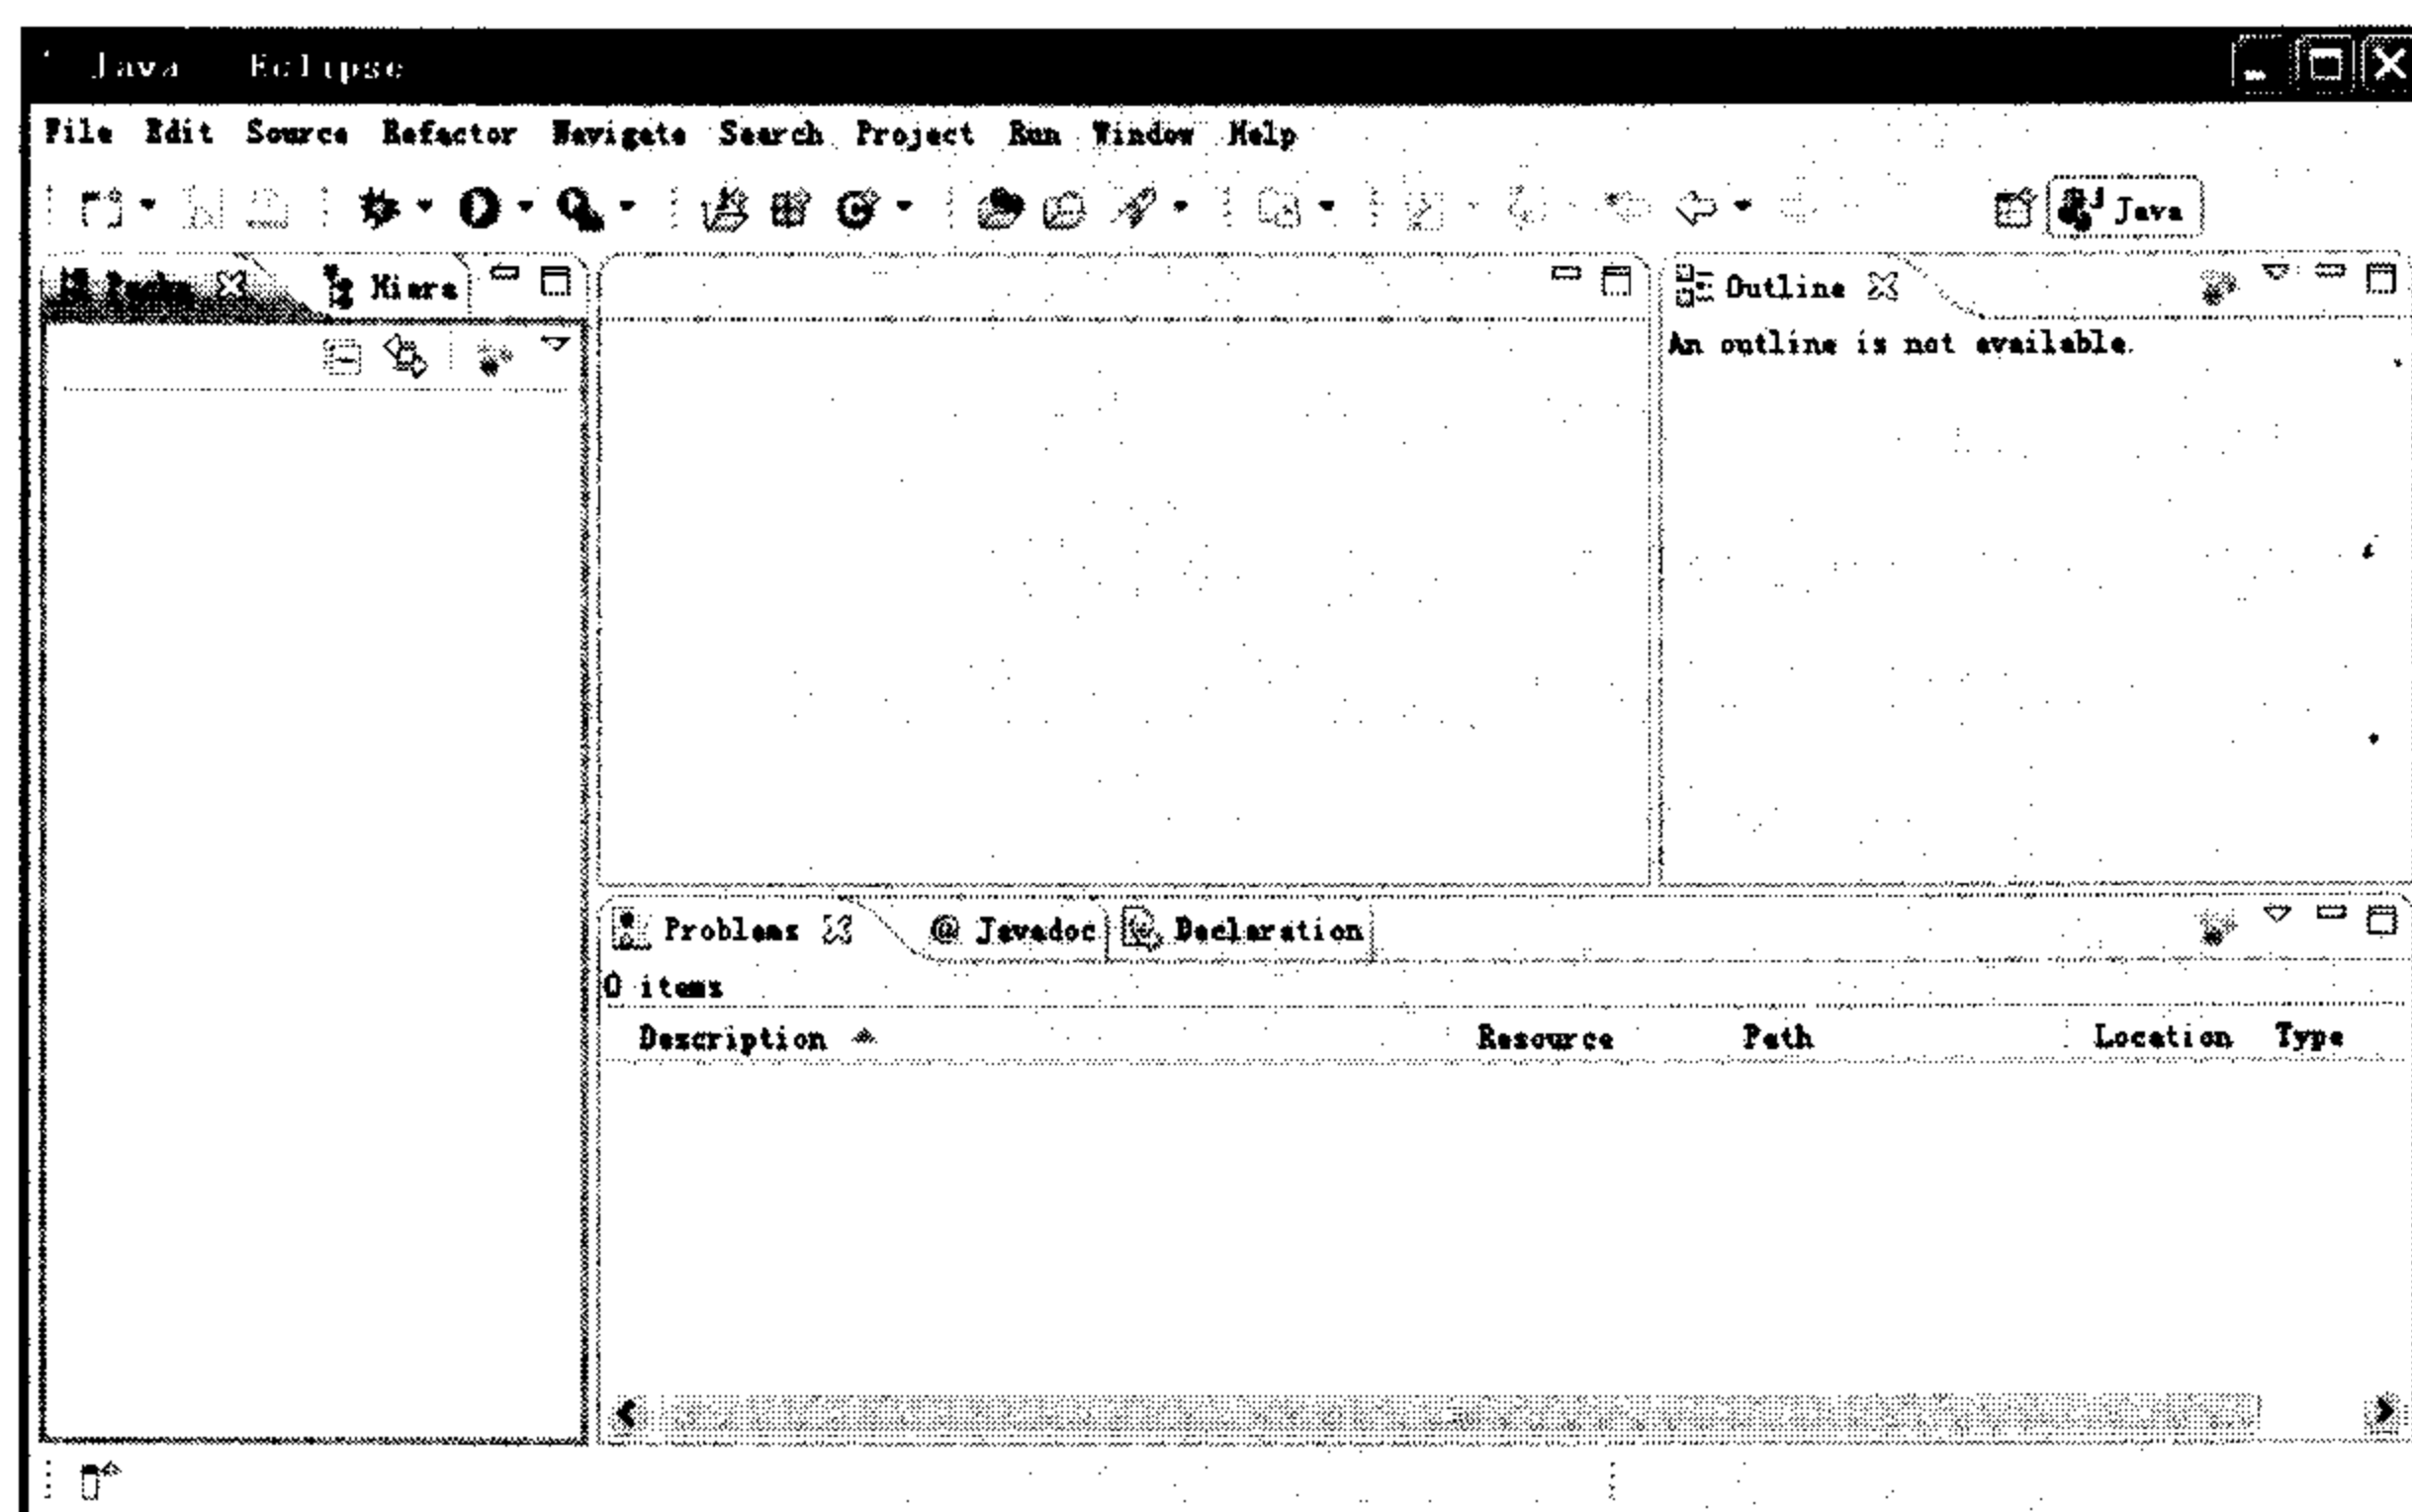 Java Eclipse
File Edit Source Refactor Navigate Search Project Run Window Help
Java
Hiera
Outline
An outline is not available.
Problems @ Javadoc Declaration
0 items
Description Resource Path Location Type